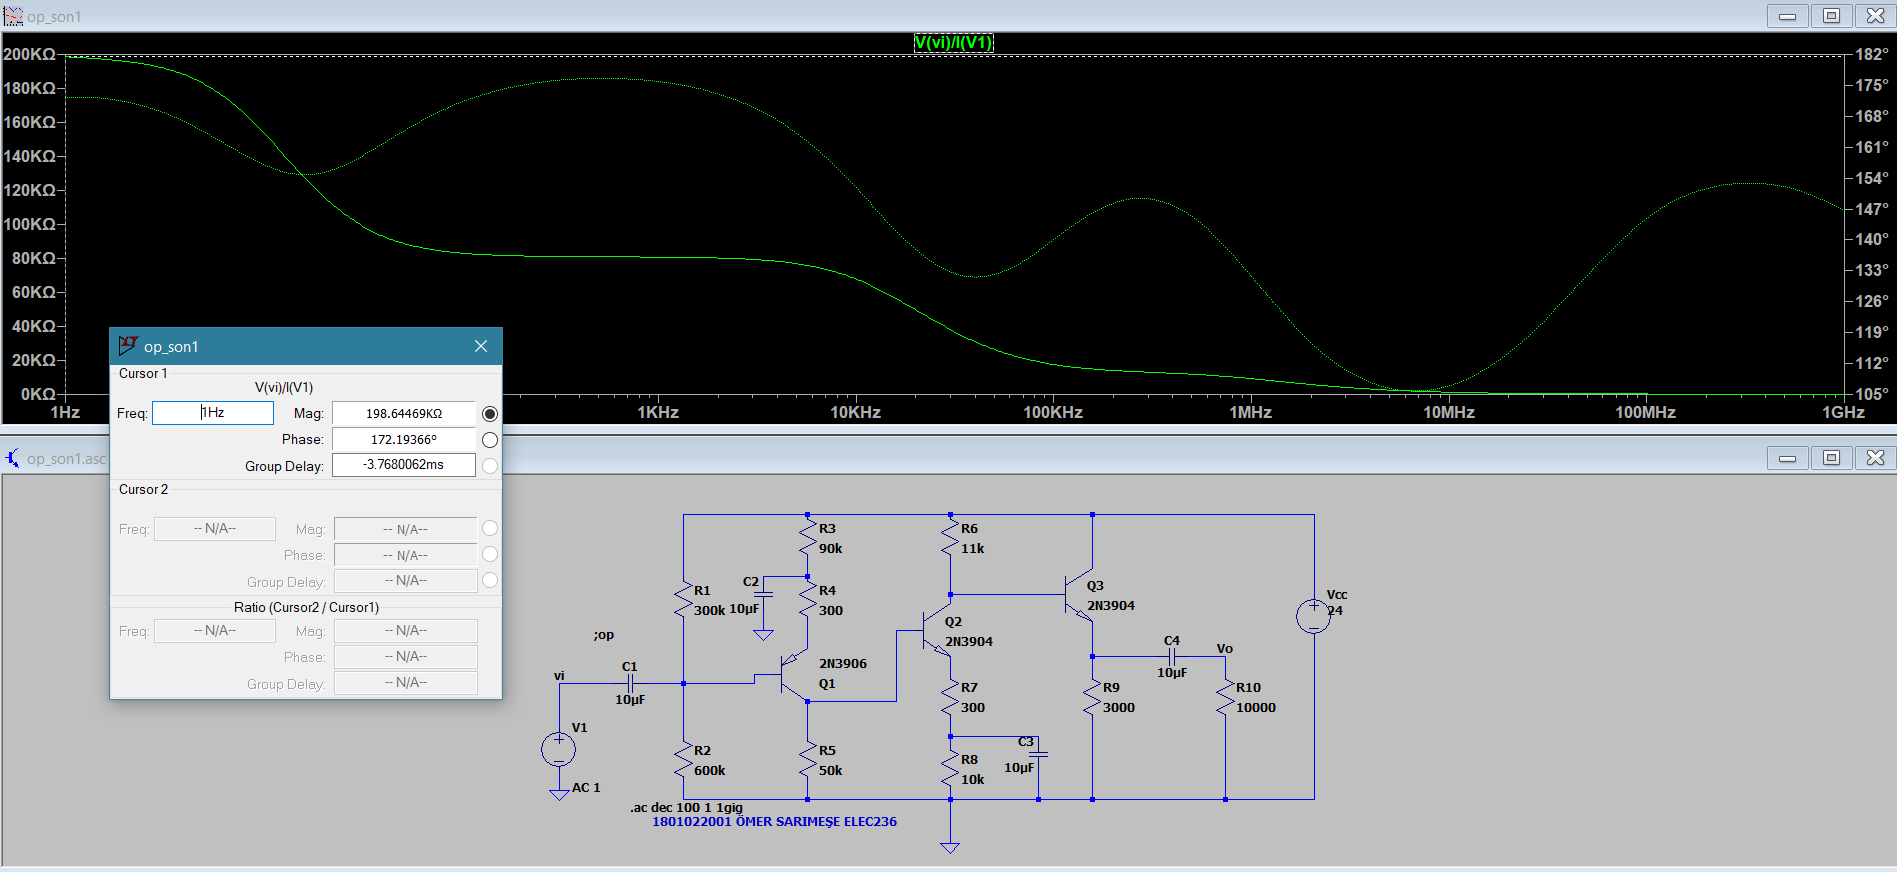 op_son1
V(vi)/I(V1)
200KΩ
180KΩ
160KΩ
140KΩ
120KΩ
100KΩ
80KΩ
60KΩ
40KΩ
20KΩ
0KΩ
182°
175°
168°
161°
154°
147°
140°
133°
126°
119°
112°
105°
1Hz
1KHz
10KHz
100KHz
1MHz
10MHz
100MHz
1GHz
op_son1
Cursor 1
V(vi)/I(V1)
Freq: 1Hz Mag: 198.64469KΩ
Phase: 172.19366°
Group Delay: -3.7680062ms
Cursor 2
Freq: -- N/A-- Mag: -- N/A--
Phase: -- N/A--
Group Delay: -- N/A--
Ratio (Cursor2 / Cursor1)
Freq: -- N/A-- Mag: -- N/A--
Phase: -- N/A--
Group Delay: -- N/A--
op_son1.asc
R3
90k
R6
11k
C2
10µF
R4
300
R1
300k
Q3
2N3904
Vcc
24
;op
Q2
2N3904
vi
C1
10µF
2N3906
Q1
C4
10µF
Vo
R7
300
R9
3000
R10
10000
V1
AC 1
R2
600k
R5
50k
C3
10µF
R8
10k
.ac dec 100 1 1gig
1801022001 ÖMER SARIMEŞE ELEC236